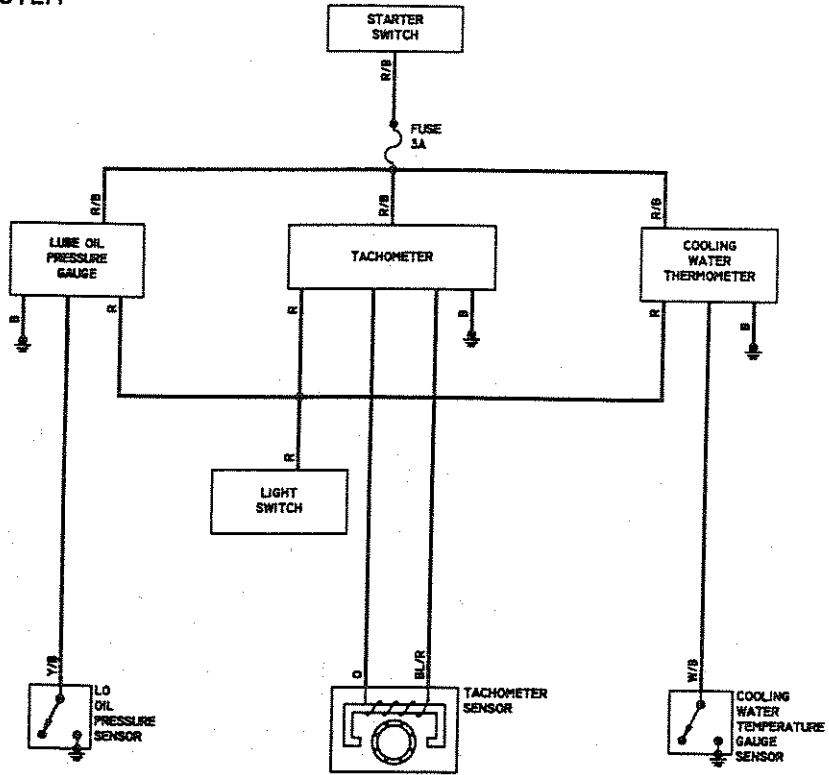 STARTER
SWITCH
R/B
FUSE
3A
R/B
R/B
R/B
LUBE OIL
PRESSURE
GAUGE
TACHOMETER
COOLING
WATER
THERMOMETER
B
R
R
B
R
B
R
LIGHT
SWITCH
Y/B
O
BL/R
W/B
LO
OIL
PRESSURE
SENSOR
TACHOMETER
SENSOR
COOLING
WATER
TEMPERATURE
GAUGE
SENSOR